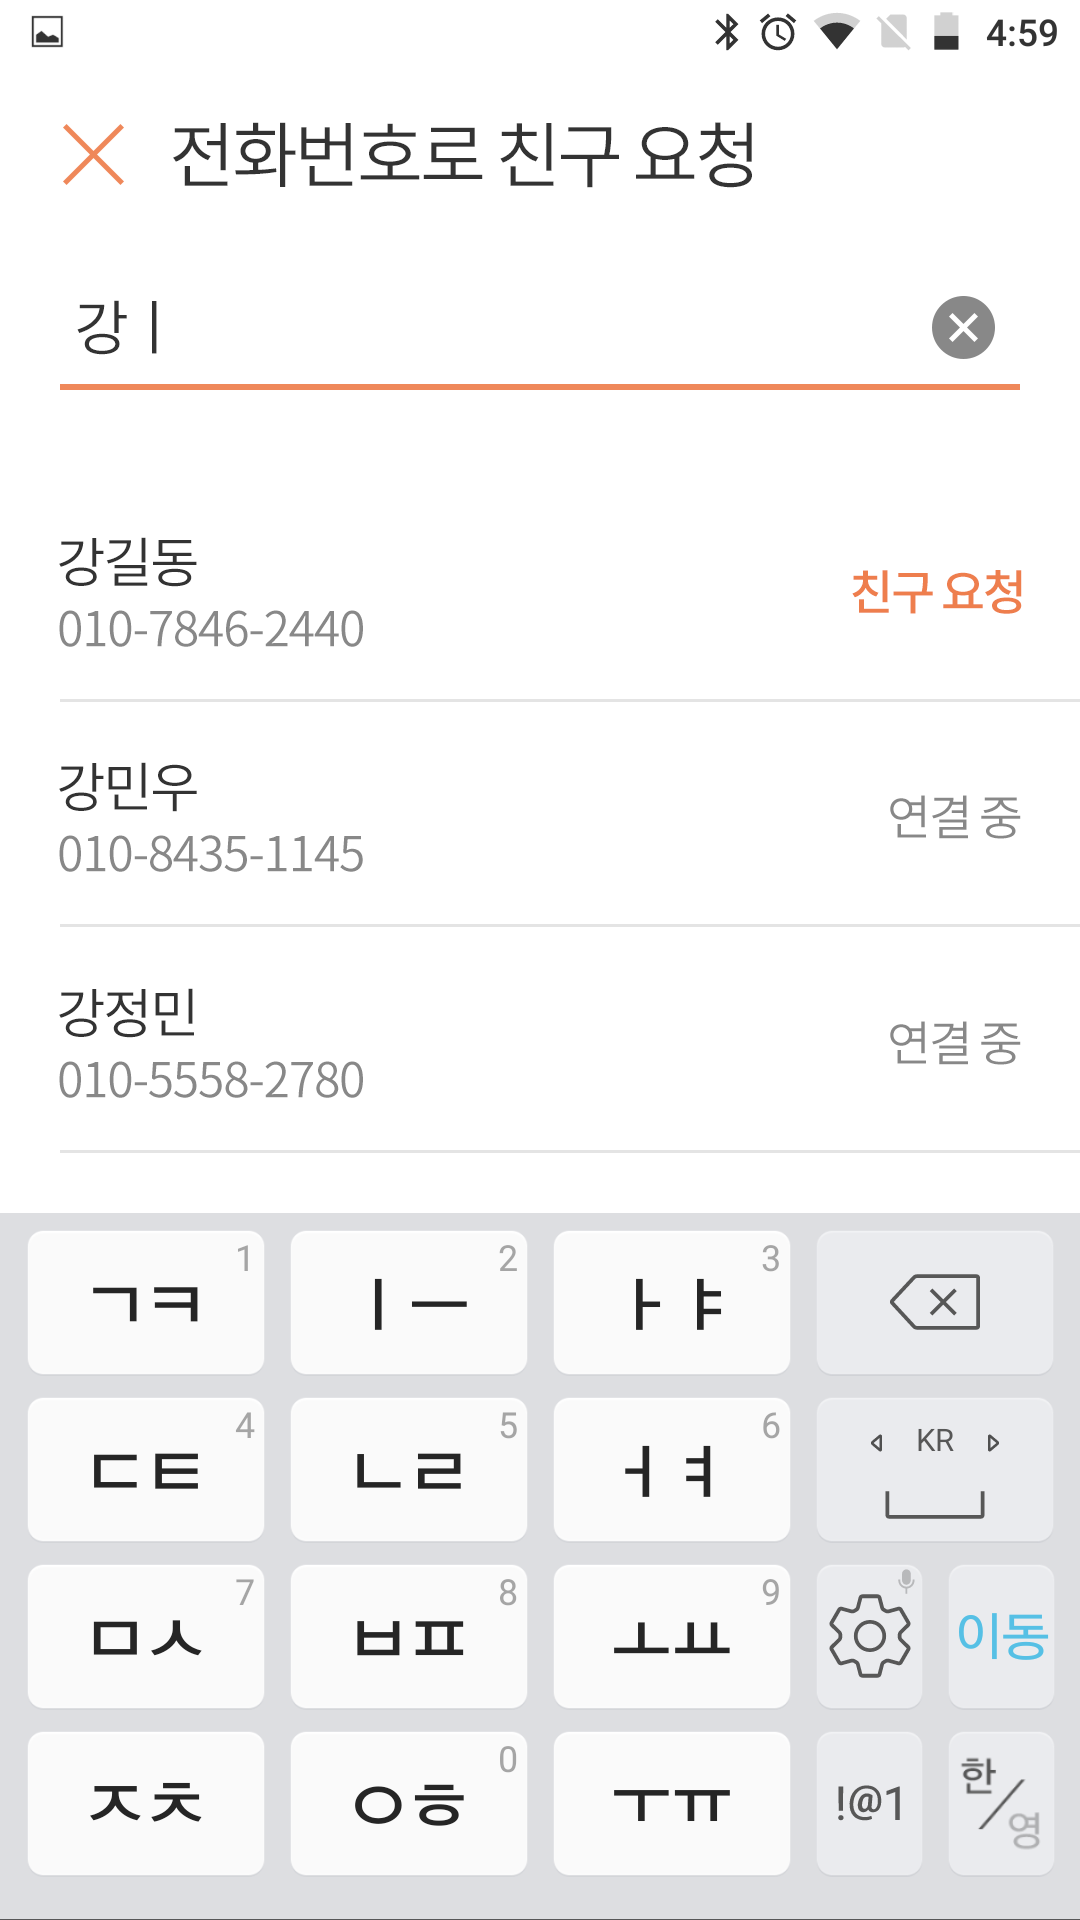 4:59
전화번호로 친구 요청
강
강길동
010-7846-2440
친구 요청
강민우
010-8435-1145
연결 중
강정민
010-5558-2780
연결 중
ㄱㅋ 1
ㅣㅡ 2
ㅏㅑ 3
ㄷㅌ 4
ㄴㄹ 5
ㅓㅕ 6
KR
ㅁㅅ 7
ㅂㅍ 8
ㅗㅛ 9
이동
ㅈㅊ
ㅇㅎ 0
ㅜㅠ
!@1
한/영